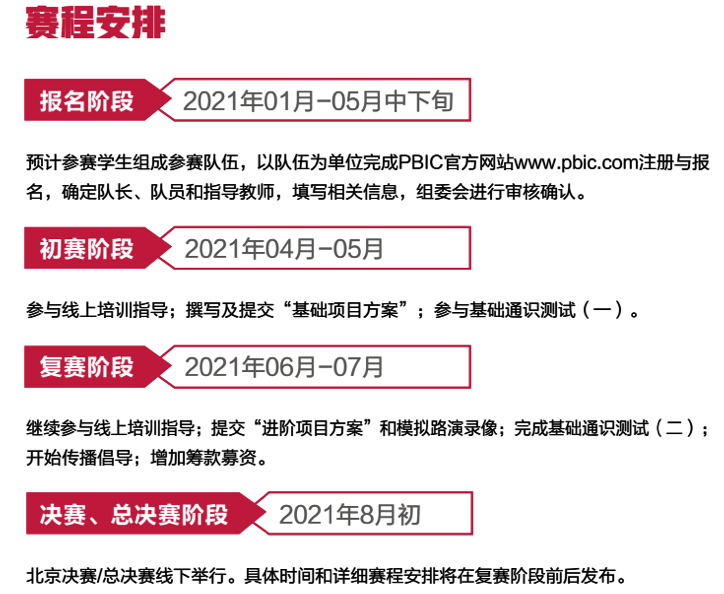 赛程安排
报名阶段
2021年01月-05月中下旬
预计参赛学生组成参赛队伍，以队伍为单位完成PBIC官方网站www.pbic.com注册与报
名，确定队长、队员和指导教师，填写相关信息，组委会进行审核确认。
初赛阶段
2021年04月-05月
参与线上培训指导；撰写及提交“基础项目方案”；参与基础通识测试（一）。
复赛阶段
2021年06月-07月
继续参与线上培训指导；提交“进阶项目方案”和模拟路演录像；完成基础通识测试（二）；
开始传播倡导；增加筹款募资。
决赛、总决赛阶段
2021年8月初
北京决赛/总决赛线下举行。具体时间和详细赛程安排将在复赛阶段前后发布。